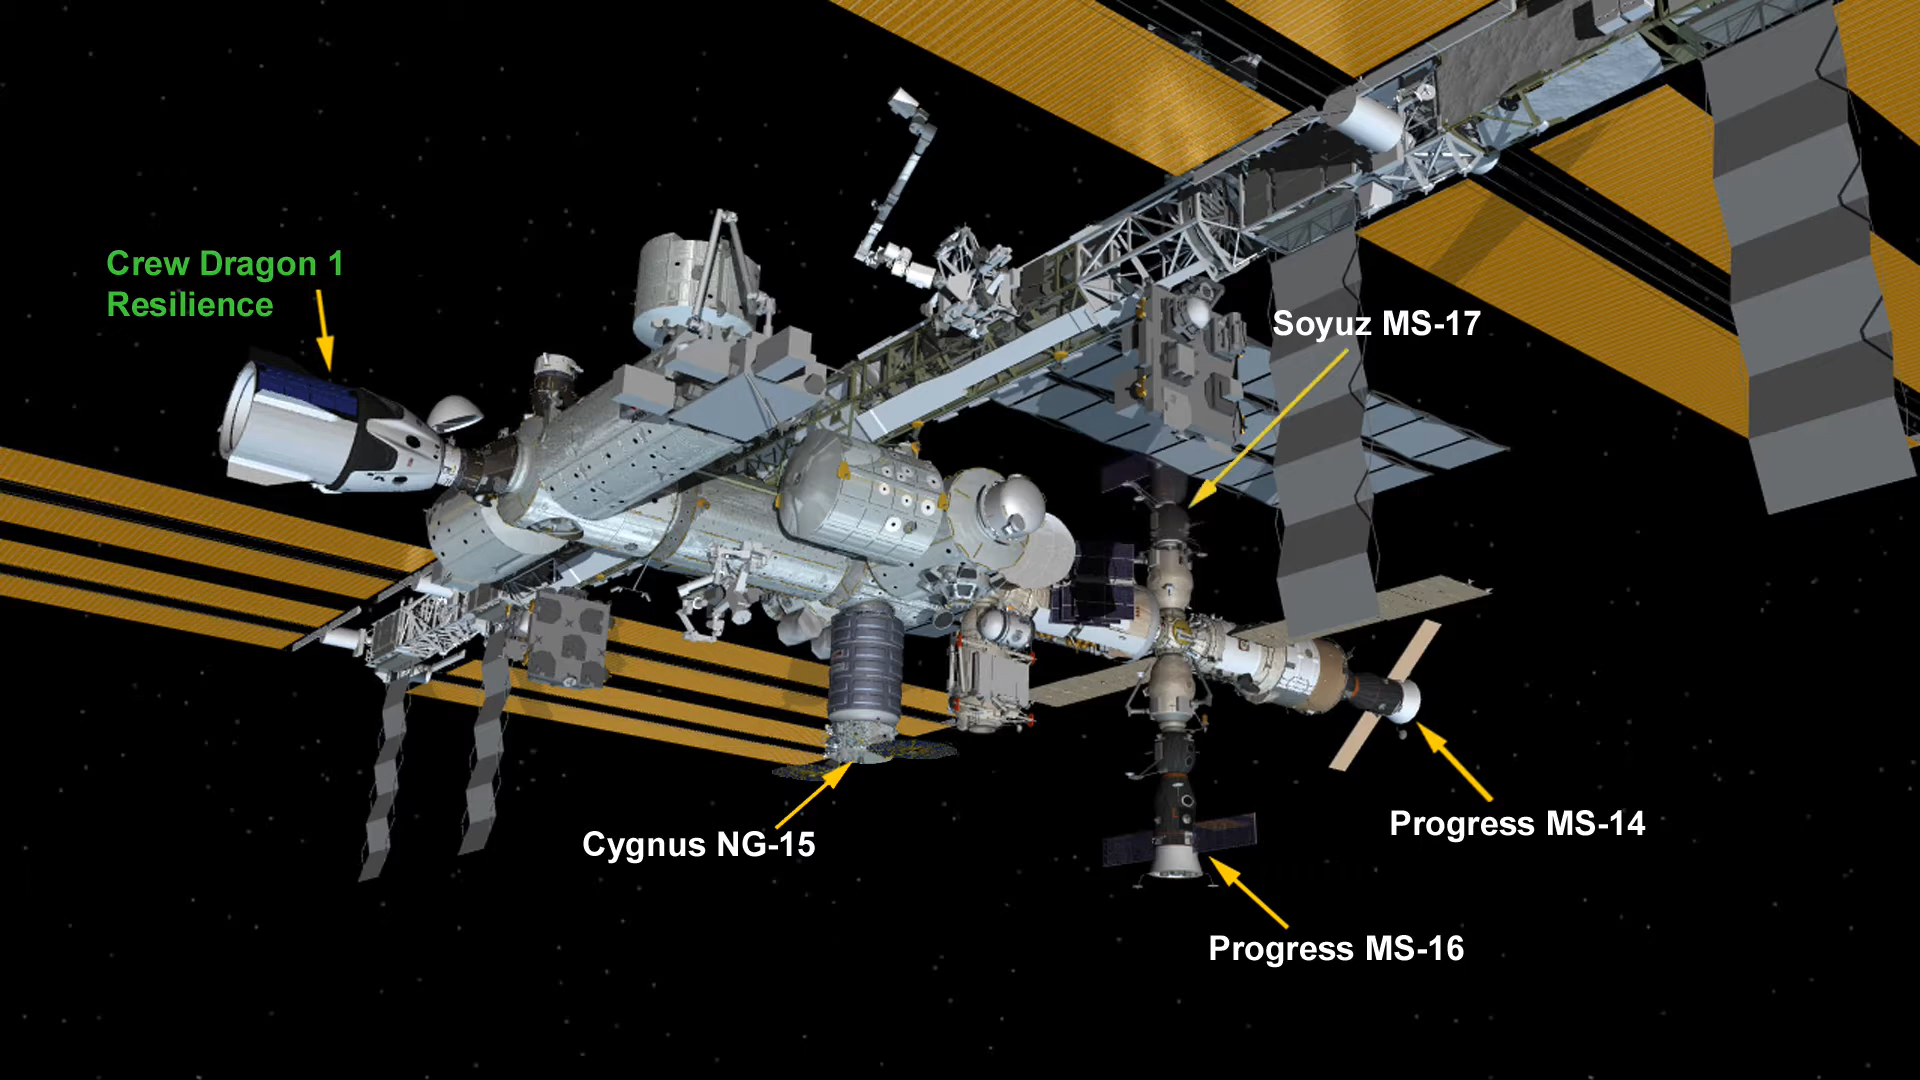 Crew Dragon 1
Resilience
Soyuz MS-17
Cygnus NG-15
Progress MS-14
Progress MS-16